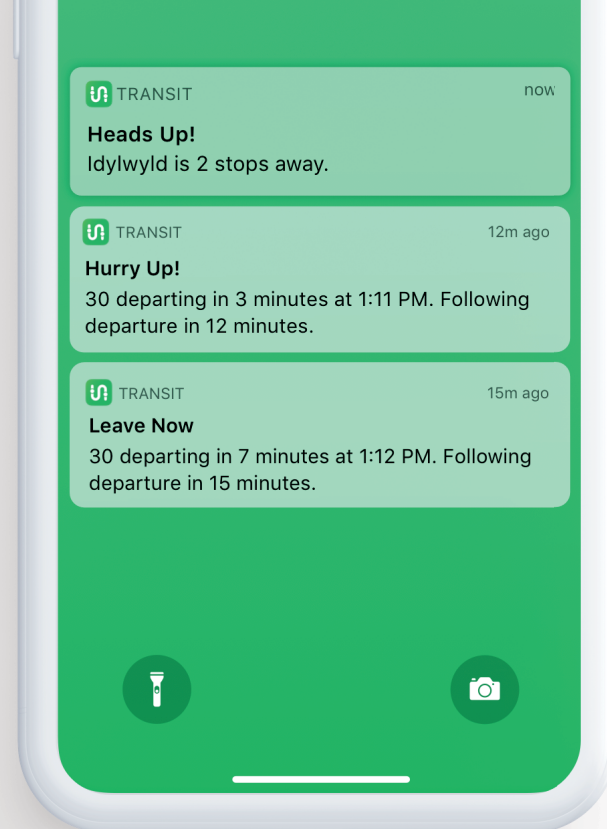 TRANSIT
now
Heads Up!
Idylwyld is 2 stops away.
TRANSIT
12m ago
Hurry Up!
30 departing in 3 minutes at 1:11 PM. Following
departure in 12 minutes.
TRANSIT
15m ago
Leave Now
30 departing in 7 minutes at 1:12 PM. Following
departure in 15 minutes.